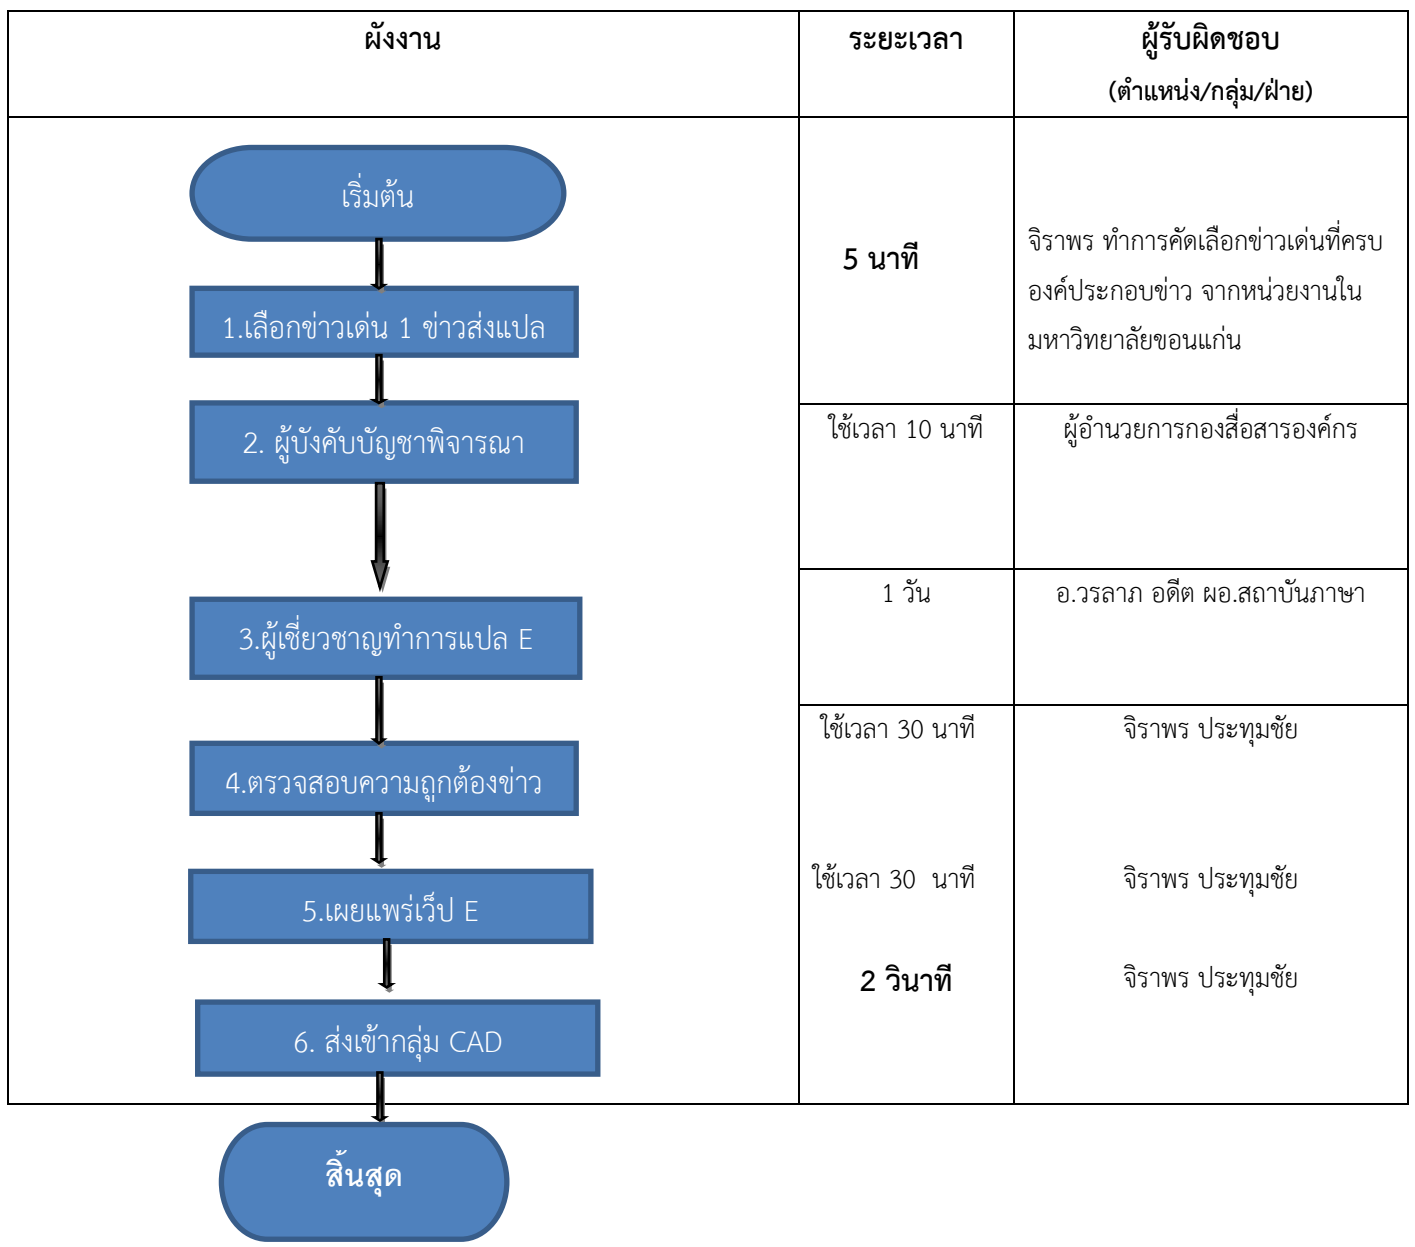 ผังงาน
ระยะเวลา
ผู้รับผิดชอบ
(ตำแหน่ง/กลุ่ม/ฝ่าย)
เริ่มต้น
5 นาที
จิราพร ทำการคัดเลือกข่าวเด่นที่ครบ
องค์ประกอบข่าว จากหน่วยงานใน
มหาวิทยาลัยขอนแก่น
1.เลือกข่าวเด่น 1 ข่าวส่งแปล
2. ผู้บังคับบัญชาพิจารณา
ใช้เวลา 10 นาที
ผู้อำนวยการกองสื่อสารองค์กร
3.ผู้เชี่ยวชาญทำการแปล E
1 วัน
อ.วรลาภ อดีต ผอ.สถาบันภาษา
4.ตรวจสอบความถูกต้องข่าว
ใช้เวลา 30 นาที
จิราพร ประทุมชัย
5.เผยแพร่เว็ป E
ใช้เวลา 30 นาที
จิราพร ประทุมชัย
6. ส่งเข้ากลุ่ม CAD
2 วินาที
จิราพร ประทุมชัย
สิ้นสุด